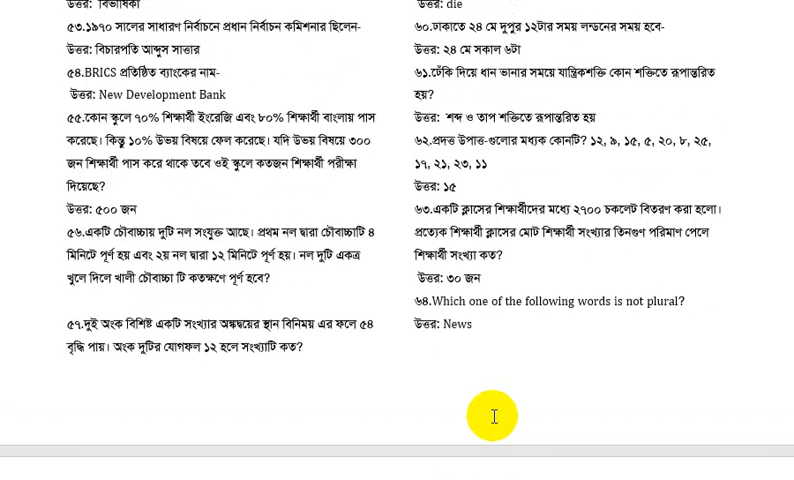 উত্তর: বিভীষিকা
৫৩.১৯৭০ সালের সাধারণ নির্বাচনে প্রধান নির্বাচন কমিশনার ছিলেন-
উত্তর: বিচারপতি আব্দুস সাত্তার
৫৪.BRICS প্রতিষ্ঠিত ব্যাংকের নাম-
উত্তর: New Development Bank
৫৫.কোন স্কুলে ৭০% শিক্ষার্থী ইংরেজি এবং ৮০% শিক্ষার্থী বাংলায় পাস
করেছে। কিন্তু ১০% উভয় বিষয়ে ফেল করেছে। যদি উভয় বিষয়ে ৩০০
জন শিক্ষার্থী পাস করে থাকে তবে ওই স্কুলে কতজন শিক্ষার্থী পরীক্ষা
দিয়েছে?
উত্তর: ৫০০ জন
৫৬.একটি চৌবাচ্চায় দুটি নল সংযুক্ত আছে। প্রথম নল দ্বারা চৌবাচ্চাটি ৪
মিনিটে পূর্ণ হয় এবং ২য় নল দ্বারা ১২ মিনিটে পূর্ণ হয়। নল দুটি একত্র
খুলে দিলে খালী চৌবাচ্চা টি কতক্ষণে পূর্ণ হবে?
৫৭.দুই অংক বিশিষ্ট একটি সংখ্যার অঙ্কদ্বয়ের স্থান বিনিময় এর ফলে ৫৪
বৃদ্ধি পায়। অংক দুটির যোগফল ১২ হলে সংখ্যাটি কত?
উত্তর: die
৬০.ঢাকাতে ২৪ মে দুপুর ১২টার সময় লন্ডনের সময় হবে-
উত্তর: ২৪ মে সকাল ৬টা
৬১.ঢেঁকি দিয়ে ধান ভানার সময়ে যান্ত্রিকশক্তি কোন শক্তিতে রূপান্তরিত
হয়?
উত্তর: শব্দ ও তাপ শক্তিতে রূপান্তরিত হয়
৬২.প্রদত্ত উপাত্ত-গুলোর মধ্যক কোনটি? ১২, ৯, ১৫, ৫, ২০, ৮, ২৫,
১৭, ২১, ২৩, ১১
উত্তর: ১৫
৬৩.একটি ক্লাসের শিক্ষার্থীদের মধ্যে ২৭০০ চকলেট বিতরণ করা হলো।
প্রত্যেক শিক্ষার্থী ক্লাসের মোট শিক্ষার্থী সংখ্যার তিনগুণ পরিমাণ পেলে
শিক্ষার্থী সংখ্যা কত?
উত্তর: ৩০ জন
৬৪.Which one of the following words is not plural?
উত্তর: News